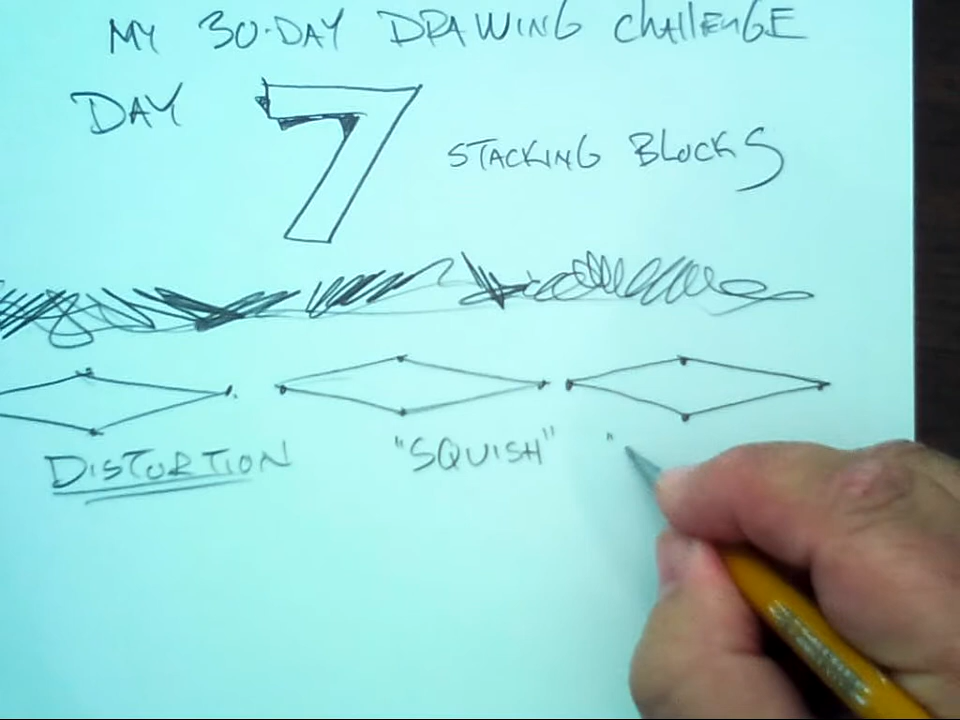 MY 30-DAY DRAWING CHALLENGE
DAY 7 STACKING BLOCKS
DISTORTION "SQUISH" "